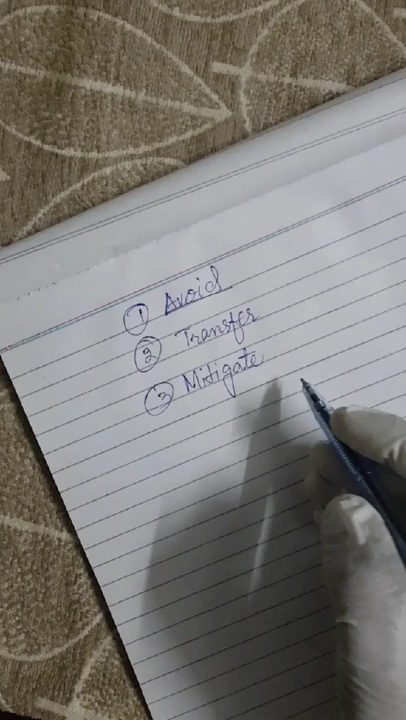 ① Avoid
② Transfer
③ Mitigate